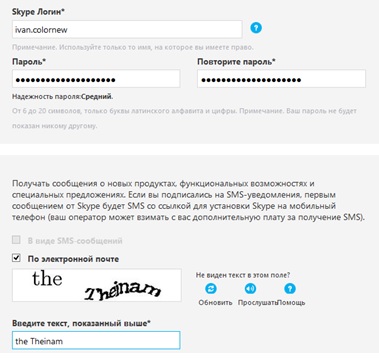 Skype Логин*
ivan.colornew
?
Примечание. Используйте только то имя, на которое вы имеете право.
Пароль* Повторите пароль*
•••••••••••••••••••• ••••••••••••••••••••
Надежность пароля:Средний.
От 6 до 20 символов, только буквы латинского алфавита и цифры. Примечание. Ваш пароль не будет
показан никому другому.
Получать сообщения о новых продуктах, функциональных возможностях и
специальных предложениях. Если вы подписались на SMS-уведомления, первым
сообщением от Skype будет SMS со ссылкой для установки Skype на мобильный
телефон (ваш оператор может взимать с вас дополнительную плату за получение SMS).
В виде SMS-сообщений
По электронной почте
the Theinam
Не виден текст в этом поле?
?
Обновить Прослушать Помощь
Введите текст, показанный выше*
the Theinam